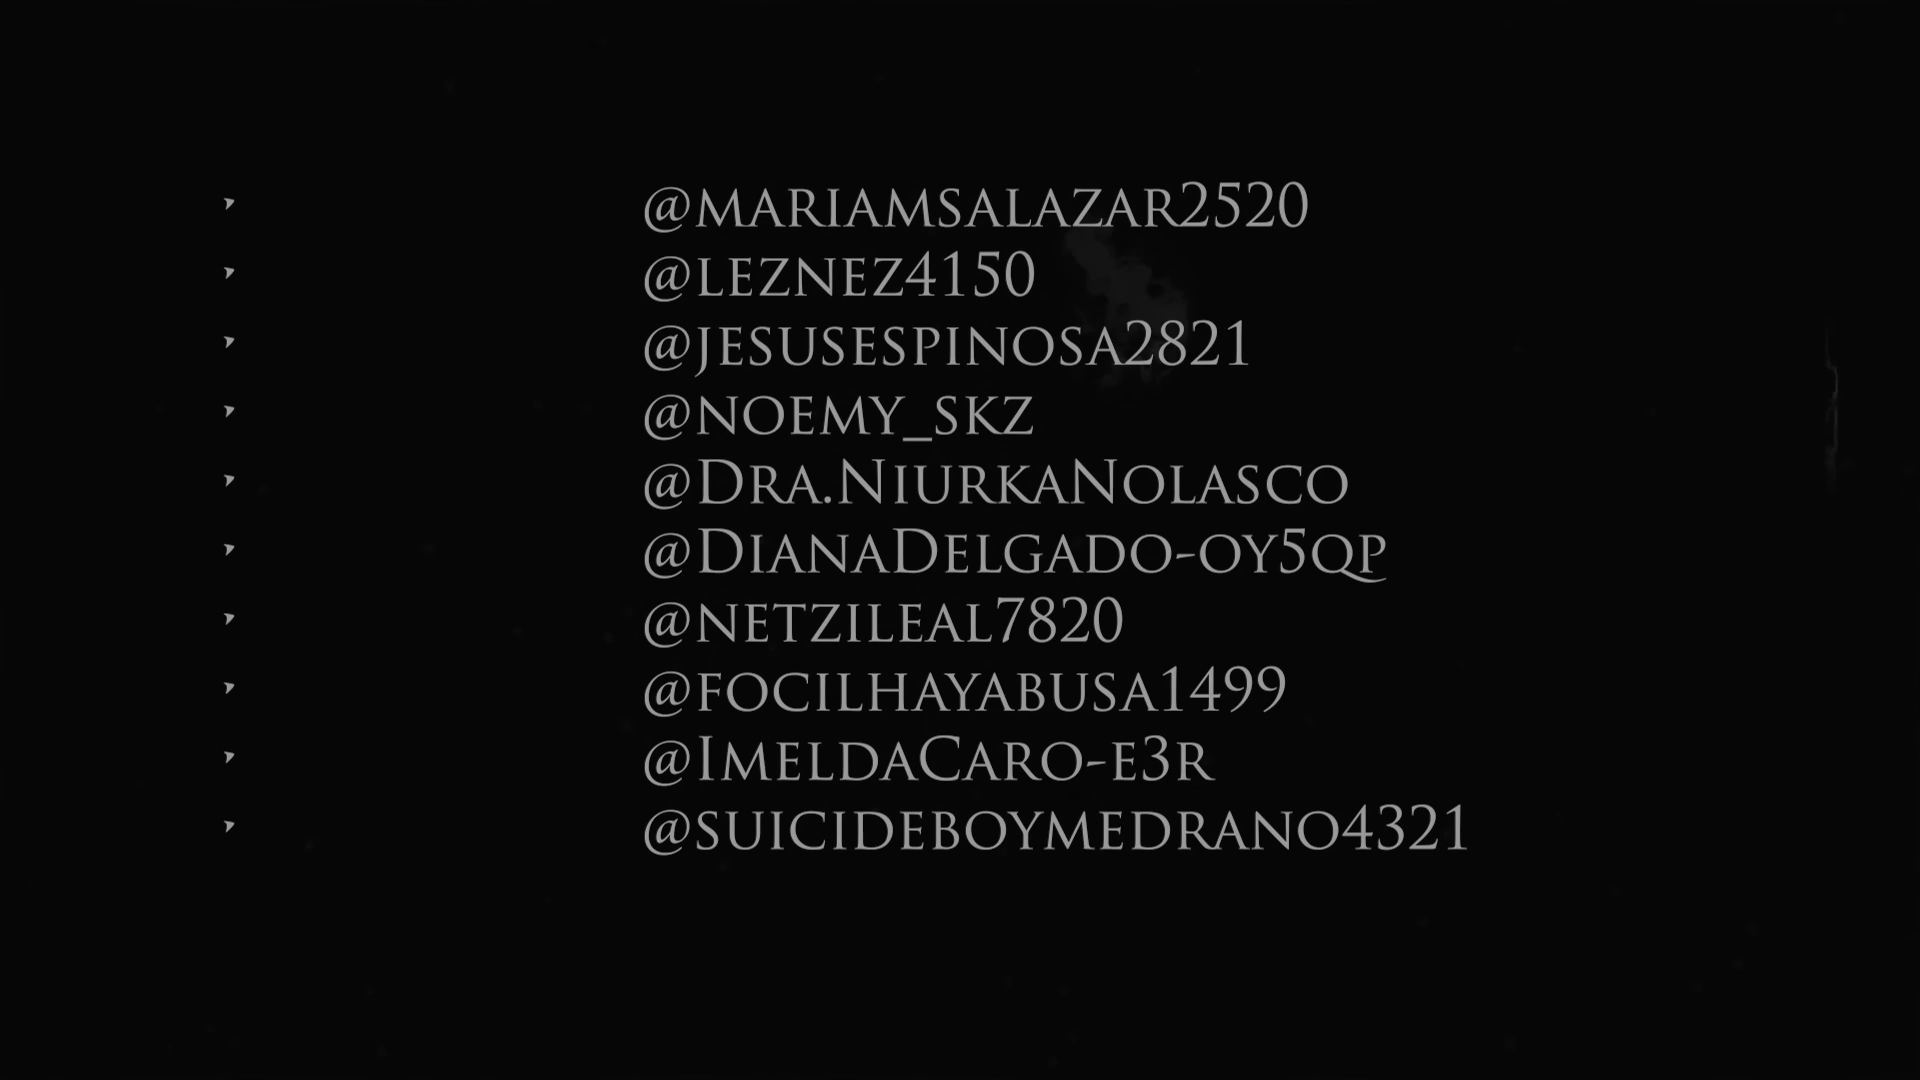 @mariamsalazar2520
@leznez4150
@jesusespinosa2821
@noemy_skz
@Dra.NiurkaNolasco
@DianaDelgado-oy5qp
@netzileal7820
@focilhayabusa1499
@ImeldaCaro-e3r
@suicideboymedrano4321